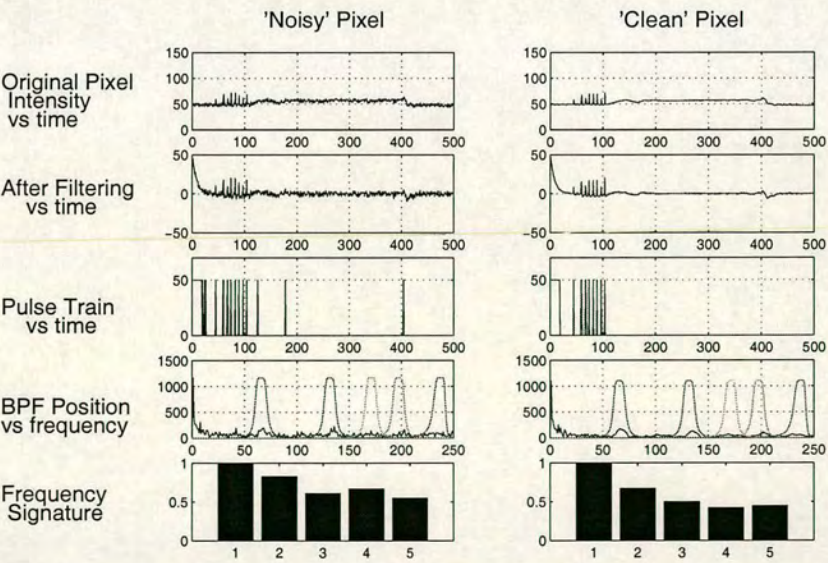 'Noisy' Pixel 'Clean' Pixel
Original Pixel
Intensity
vs time
150
100
50
0
0 100 200 300 400 500
150
100
50
0
0 100 200 300 400 500
After Filtering
vs time
50
0
−50
0 100 200 300 400 500
50
0
−50
0 100 200 300 400 500
Pulse Train
vs time
50
0
0 100 200 300 400 500
50
0
0 100 200 300 400 500
BPF Position
vs frequency
1500
1000
500
0
0 50 100 150 200 250
1500
1000
500
0
0 50 100 150 200 250
Frequency
Signature
1
0.5
0
1 2 3 4 5
1
0.5
0
1 2 3 4 5